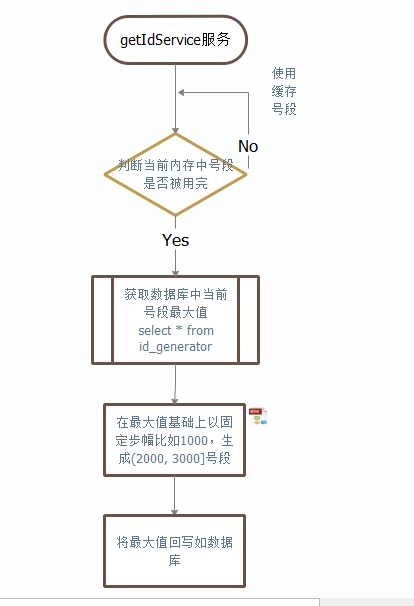 getIdService服务
使用
缓存
号段
No
判断当前内存中号段
是否被用完
Yes
获取数据库中当前
号段最大值
select * from
id_generator
在最大值基础上以固
定步幅比如1000，生
成(2000, 3000]号段
将最大值回写如数据
库